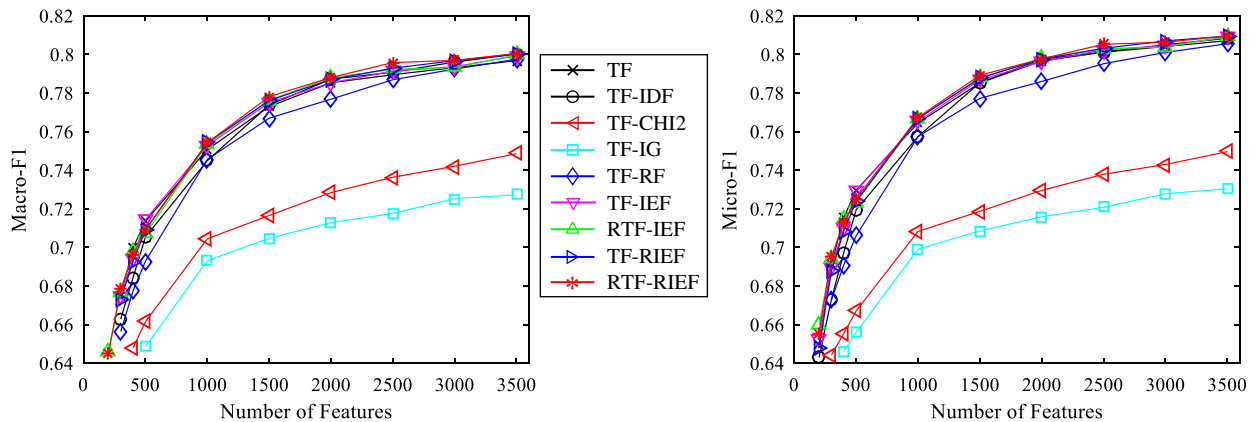 0.82
0.8
0.78
0.76
0.74
0.72
0.7
0.68
0.66
0.64
Macro-F1
0 500 1000 1500 2000 2500 3000 3500
Number of Features
TF
TF-IDF
TF-CHI2
TF-IG
TF-RF
TF-IEF
RTF-IEF
TF-RIEF
RTF-RIEF
0.82
0.8
0.78
0.76
0.74
0.72
0.7
0.68
0.66
0.64
Micro-F1
0 500 1000 1500 2000 2500 3000 3500
Number of Features